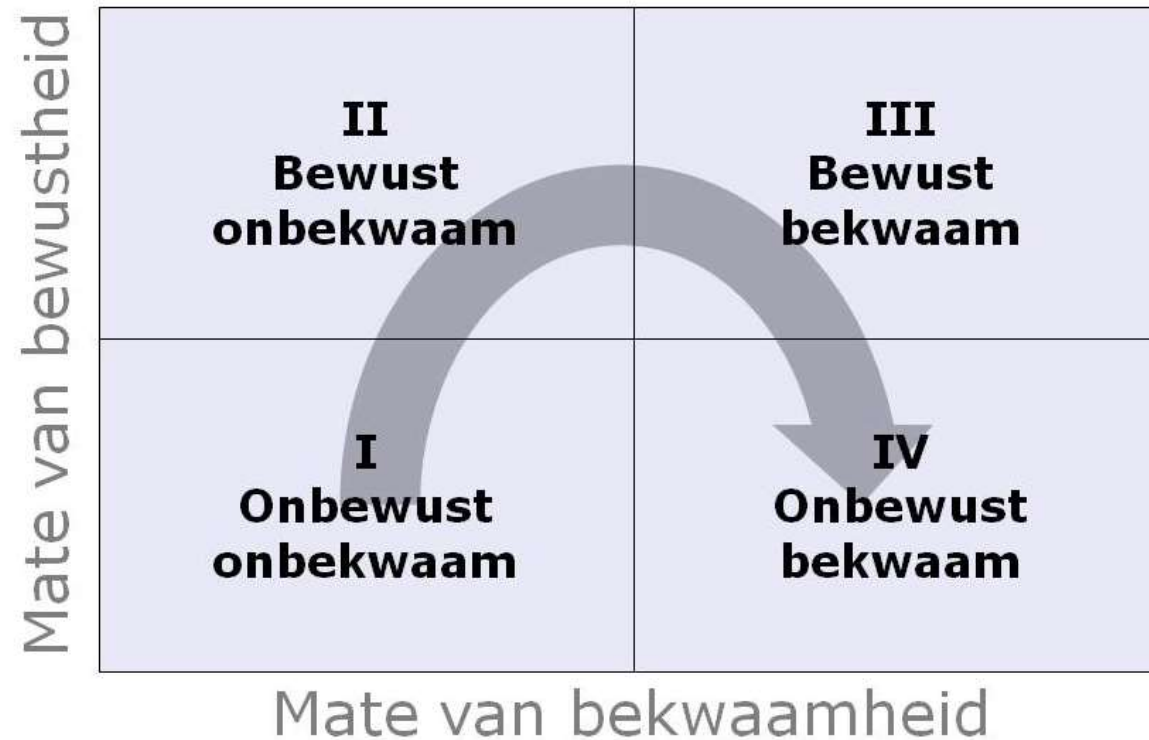 Mate van bewustheid
II
Bewust
onbekwaam
III
Bewust
bekwaam
I
Onbewust
onbekwaam
IV
Onbewust
bekwaam
Mate van bekwaamheid